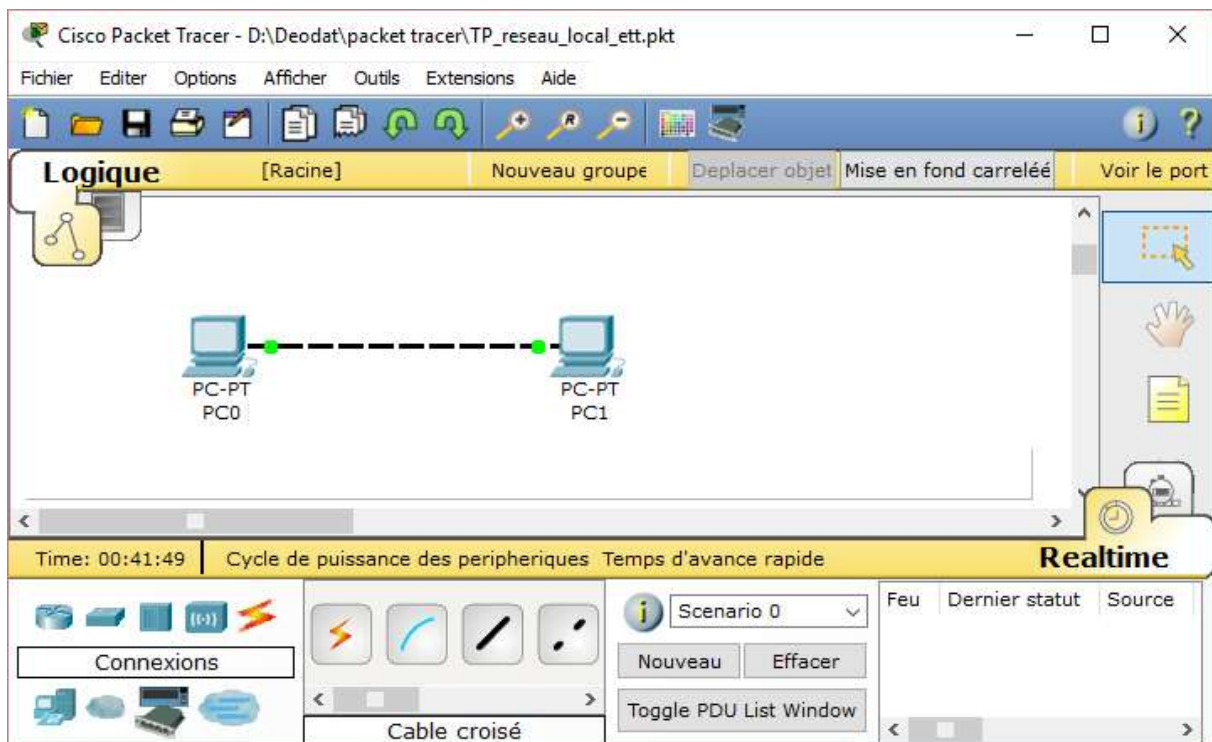 Cisco Packet Tracer - D:\Deodat\packet tracer\TP_reseau_local_ett.pkt
Fichier Editer Options Afficher Outils Extensions Aide
Logique [Racine] Nouveau groupe Deplacer objet Mise en fond carreléé Voir le port
PC-PT
PC0
PC-PT
PC1
Time: 00:41:49 Cycle de puissance des peripheriques Temps d'avance rapide Realtime
Connexions
Cable croisé
Scenario 0
Nouveau Effacer
Toggle PDU List Window
Feu Dernier statut Source